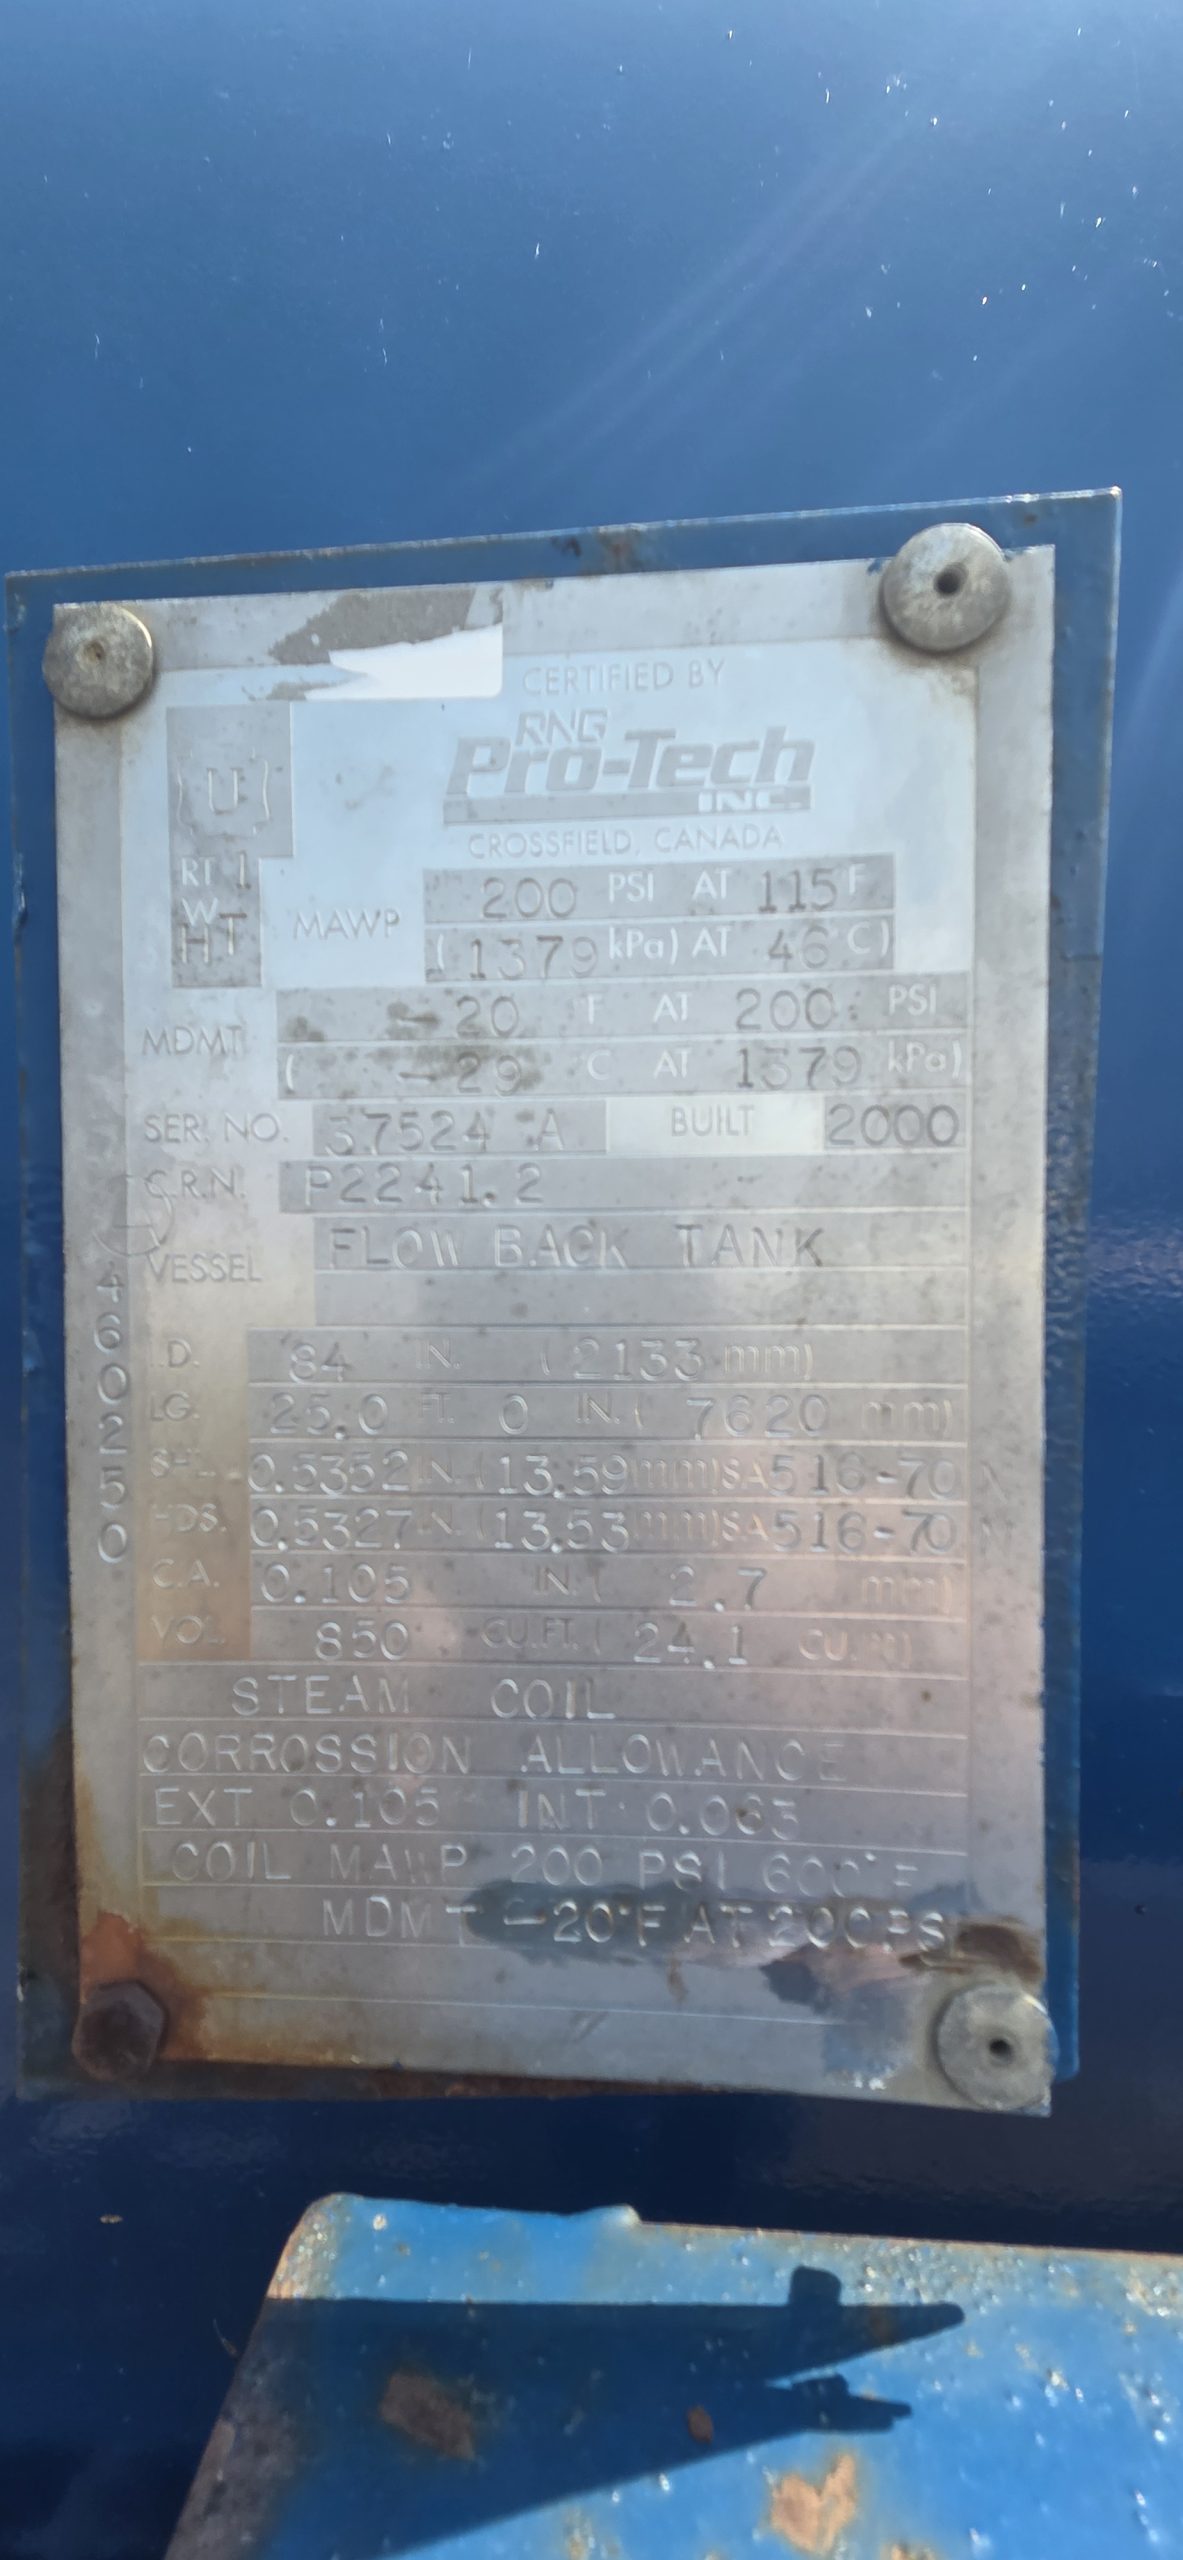 CERTIFIED BY
RNG
Pro-Tech
INC.
CROSSFIELD, CANADA
U
RT 1
W
HT
MAWP 200 PSI AT 115 F
(1379 kPa) AT 46 C)
MDMT -20 °F AT 200 PSI
( -29 °C AT 1379 kPa)
SER. NO. 37524 A BUILT 2000
C.R.N. P2241.2
VESSEL FLOW BACK TANK
I.D. 84 IN. (2133 mm)
LG. 25.0 FT. 0 IN. ( 7620 mm)
SHL. 0.5352 IN. (13.59 mm) SA 516-70 N
HDS. 0.5327 IN. (13.53 mm) SA 516-70 N
C.A. 0.105 IN. ( 2.7 mm)
VOL. 850 CU.FT. ( 24.1 CU.m)
STEAM COIL
CORROSSION ALLOWANCE
EXT 0.105 INT 0.063
COIL MAWP 200 PSI 600°F
MDMT -20°F AT 200 PSI
460250